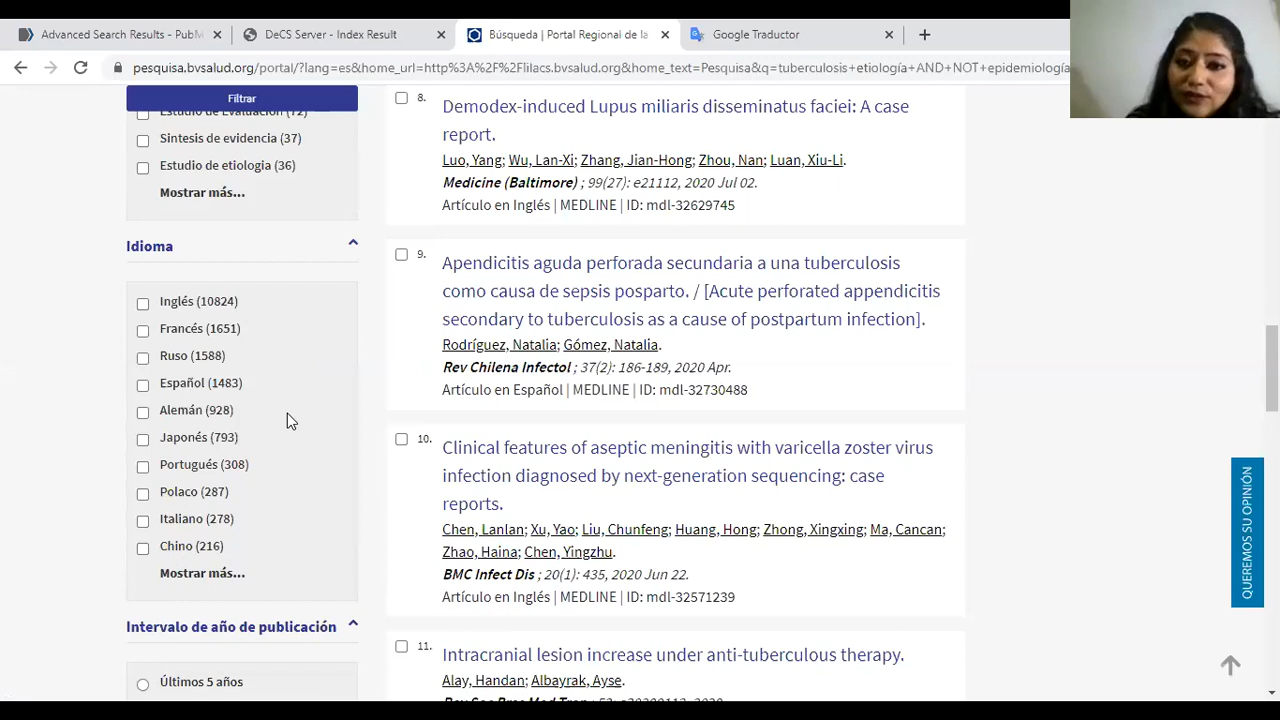 Advanced Search Results - PubM
DeCS Server - Index Result
Búsqueda | Portal Regional de la
Google Traductor
pesquisa.bvsalud.org/portal/?lang=es&home_url=http%3A%2F%2Flilacs.bvsalud.org&home_text=Pesquisa&q=tuberculosis+etiología+AND+NOT+epidemiología
Filtrar
Estudio de Evaluación (72)
Sintesis de evidencia (37)
Estudio de etiologia (36)
Mostrar más...
Idioma
Inglés (10824)
Francés (1651)
Ruso (1588)
Español (1483)
Alemán (928)
Japonés (793)
Portugués (308)
Polaco (287)
Italiano (278)
Chino (216)
Mostrar más...
Intervalo de año de publicación
Últimos 5 años
8.
Demodex-induced Lupus miliaris disseminatus faciei: A case
report.
Luo, Yang; Wu, Lan-Xi; Zhang, Jian-Hong; Zhou, Nan; Luan, Xiu-Li.
Medicine (Baltimore) ; 99(27): e21112, 2020 Jul 02.
Artículo en Inglés | MEDLINE | ID: mdl-32629745
9.
Apendicitis aguda perforada secundaria a una tuberculosis
como causa de sepsis posparto. / [Acute perforated appendicitis
secondary to tuberculosis as a cause of postpartum infection].
Rodríguez, Natalia; Gómez, Natalia.
Rev Chilena Infectol ; 37(2): 186-189, 2020 Apr.
Artículo en Español | MEDLINE | ID: mdl-32730488
10.
Clinical features of aseptic meningitis with varicella zoster virus
infection diagnosed by next-generation sequencing: case
reports.
Chen, LanIan; Xu, Yao; Liu, Chunfeng; Huang, Hong; Zhong, Xingxing; Ma, Cancan;
Zhao, Haina; Chen, Yingzhu.
BMC Infect Dis ; 20(1): 435, 2020 Jun 22.
Artículo en Inglés | MEDLINE | ID: mdl-32571239
11.
Intracranial lesion increase under anti-tuberculous therapy.
Alay, Handan; Albayrak, Ayse.
QUEREMOS SU OPINIÓN